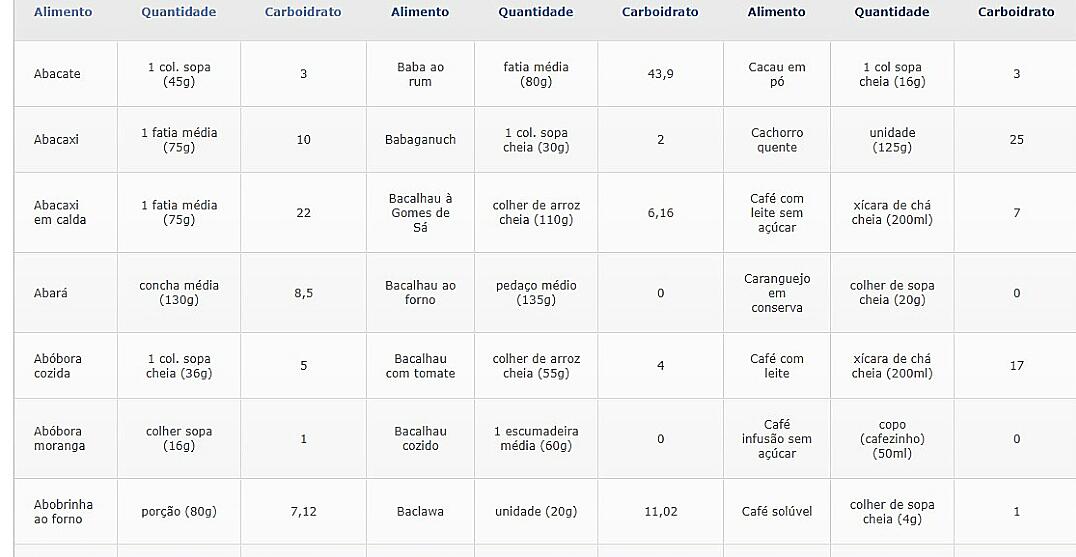 Alimento Quantidade Carboidrato Alimento Quantidade Carboidrato Alimento Quantidade Carboidrato
Abacate 1 col. sopa (45g) 3 Baba ao rum fatia média (80g) 43,9 Cacau em pó 1 col sopa cheia (16g) 3
Abacaxi 1 fatia média (75g) 10 Babaganuch 1 col. sopa cheia (30g) 2 Cachorro quente unidade (125g) 25
Abacaxi em calda 1 fatia média (75g) 22 Bacalhau à Gomes de Sá colher de arroz cheia (110g) 6,16 Café com leite sem açúcar xícara de chá cheia (200ml) 7
Abará concha média (130g) 8,5 Bacalhau ao forno pedaço médio (135g) 0 Caranguejo em conserva colher de sopa cheia (20g) 0
Abóbora cozida 1 col. sopa cheia (36g) 5 Bacalhau com tomate colher de arroz cheia (55g) 4 Café com leite xícara de chá cheia (200ml) 17
Abóbora moranga colher sopa (16g) 1 Bacalhau cozido 1 escumadeira média (60g) 0 Café infusão sem açúcar copo (cafezinho) (50ml) 0
Abobrinha ao forno porção (80g) 7,12 Baclawa unidade (20g) 11,02 Café solúvel colher de sopa cheia (4g) 1